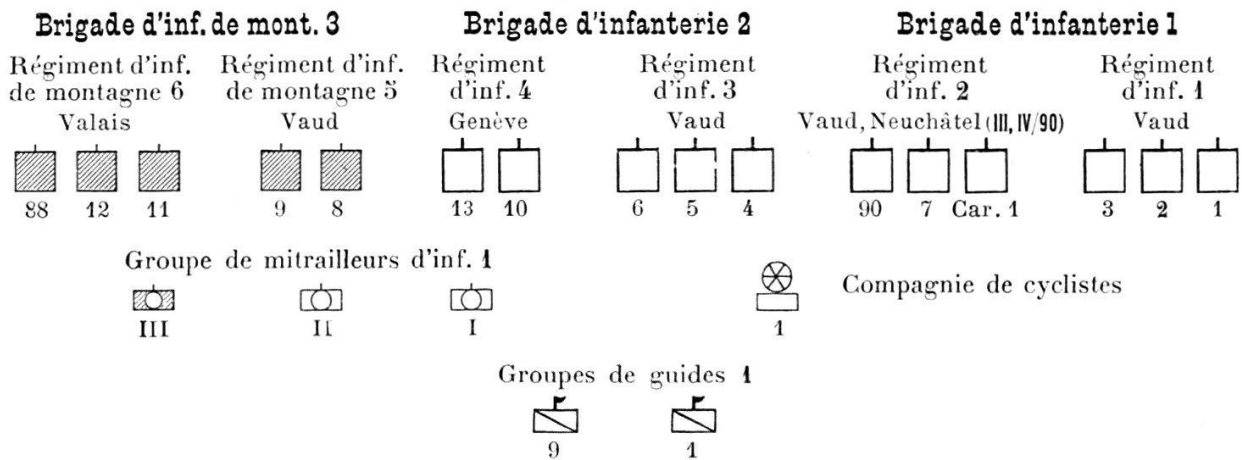 Brigade d'inf. de mont. 3 Brigade d'infanterie 2 Brigade d'infanterie 1
Régiment d'inf. Régiment d'inf. Régiment Régiment Régiment Régiment
de montagne 6 de montagne 5 d'inf. 4 d'inf. 3 d'inf. 2 d'inf. 1
Valais Vaud Genève Vaud Vaud, Neuchâtel (III, IV/90) Vaud
88 12 11 9 8 13 10 6 5 4 90 7 Car. 1 3 2 1
Groupe de mitrailleurs d'inf. 1
Compagnie de cyclistes
III II I 1
Groupes de guides 1
9 1